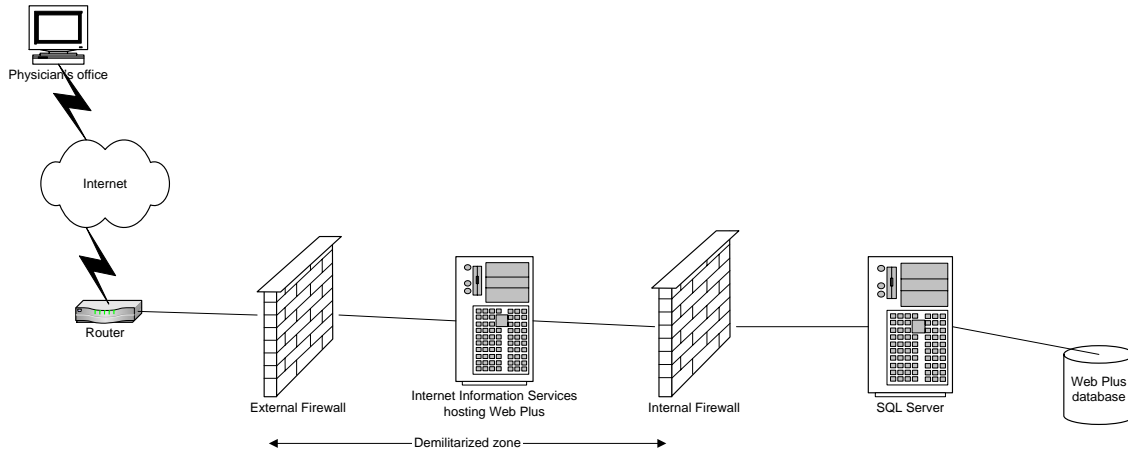 Physician's office
Internet
Router
External Firewall
Internet Information Services
hosting Web Plus
Internal Firewall
SQL Server
Web Plus
database
Demilitarized zone